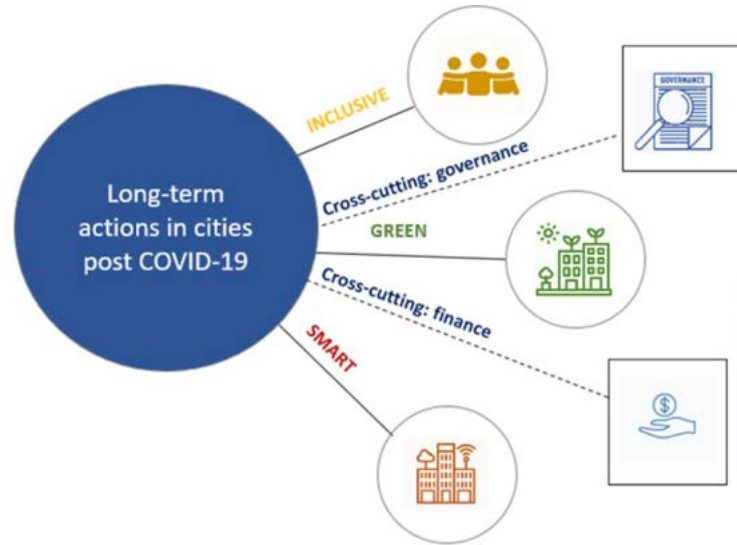 INCLUSIVE
GOVERNANCE
Cross-cutting: governance
Long-term
actions in cities
post COVID-19
GREEN
Cross-cutting: finance
$
SMART